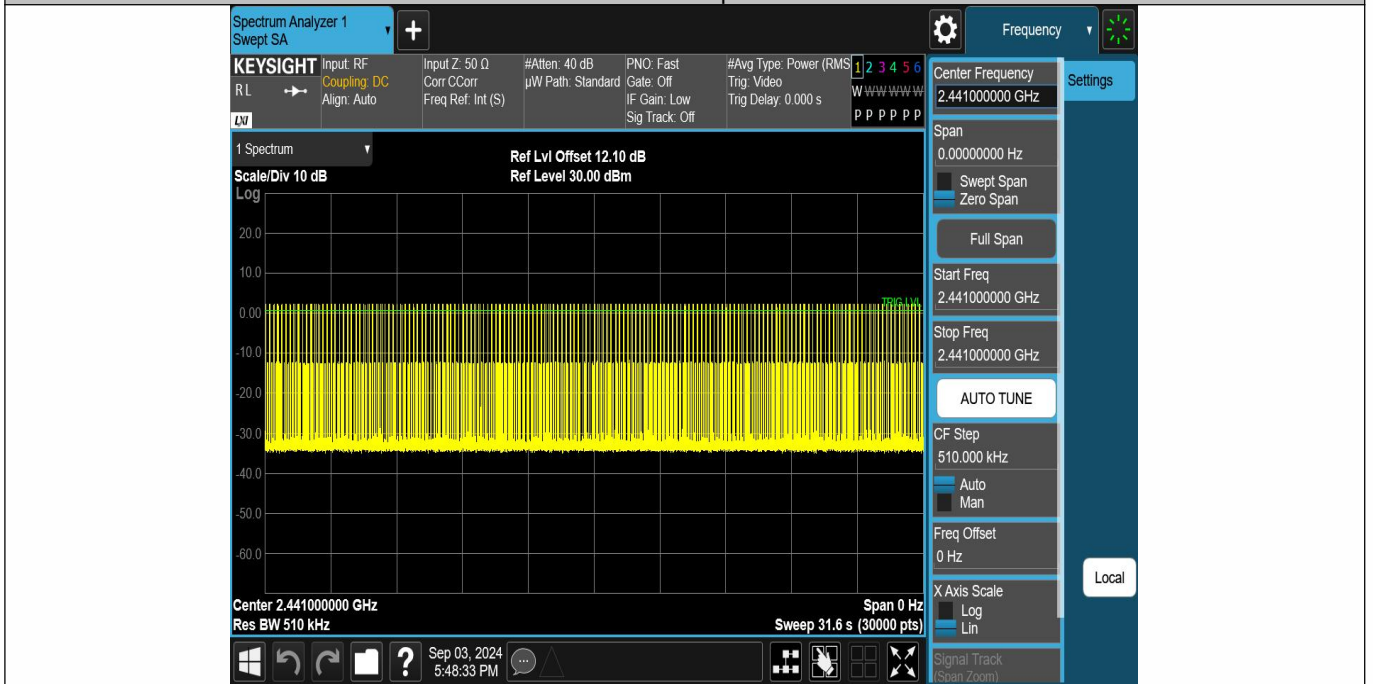 Spectrum Analyzer 1
Swept SA
+
Frequency
KEYSIGHT
RL
LXI
Input: RF
Coupling: DC
Align: Auto
Input Z: 50 Ω
Corr CCorr
Freq Ref: Int (S)
#Atten: 40 dB
µW Path: Standard
PNO: Fast
Gate: Off
IF Gain: Low
Sig Track: Off
#Avg Type: Power (RMS
Trig: Video
Trig Delay: 0.000 s
1 2 3 4 5 6
W W W W W W
P P P P P P
1 Spectrum
Scale/Div 10 dB
Ref Lvl Offset 12.10 dB
Ref Level 30.00 dBm
Log
20.0
10.0
0.00
-10.0
-20.0
-30.0
-40.0
-50.0
-60.0
TRIG LVL
Center 2.441000000 GHz
Res BW 510 kHz
Span 0 Hz
Sweep 31.6 s (30000 pts)
Center Frequency
2.441000000 GHz
Settings
Span
0.00000000 Hz
Swept Span
Zero Span
Full Span
Start Freq
2.441000000 GHz
Stop Freq
2.441000000 GHz
AUTO TUNE
CF Step
510.000 kHz
Auto
Man
Freq Offset
0 Hz
X Axis Scale
Log
Lin
Signal Track
(Span Zoom)
Local
?
Sep 03, 2024
5:48:33 PM